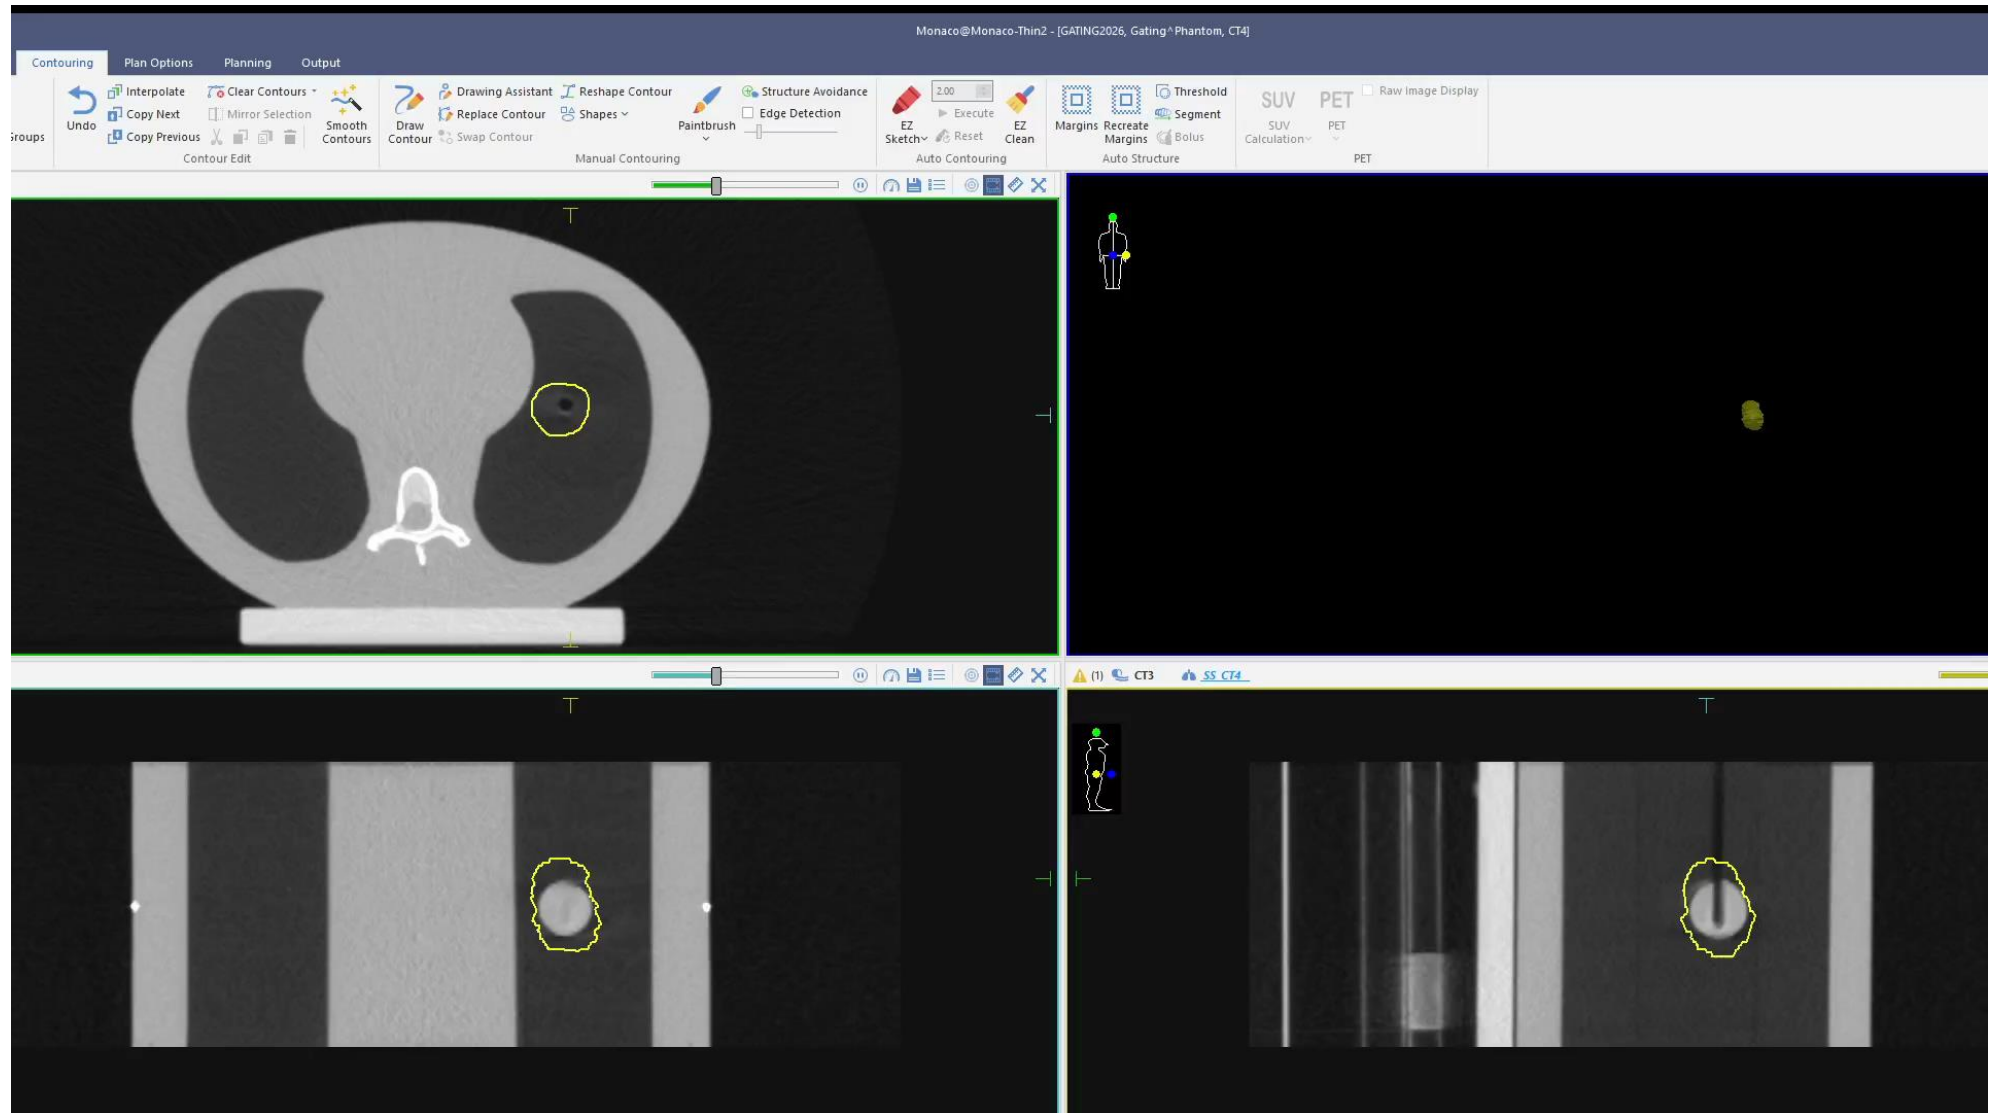 Monaco@Monaco-Thin2 - [GATING2026, Gating^Phantom, CT4]
Contouring Plan Options Planning Output
Groups
Undo
Interpolate
Copy Next
Copy Previous
Clear Contours
Mirror Selection
Smooth Contours
Contour Edit
Draw Contour
Drawing Assistant
Replace Contour
Swap Contour
Reshape Contour
Shapes
Paintbrush
Structure Avoidance
Edge Detection
Manual Contouring
EZ Sketch
2.00
Execute
Reset
EZ Clean
Auto Contouring
Margins
Recreate Margins
Threshold
Segment
Bolus
Auto Structure
SUV
SUV Calculation
PET
PET
Raw Image Display
PET
(1) CT3 SS_CT4